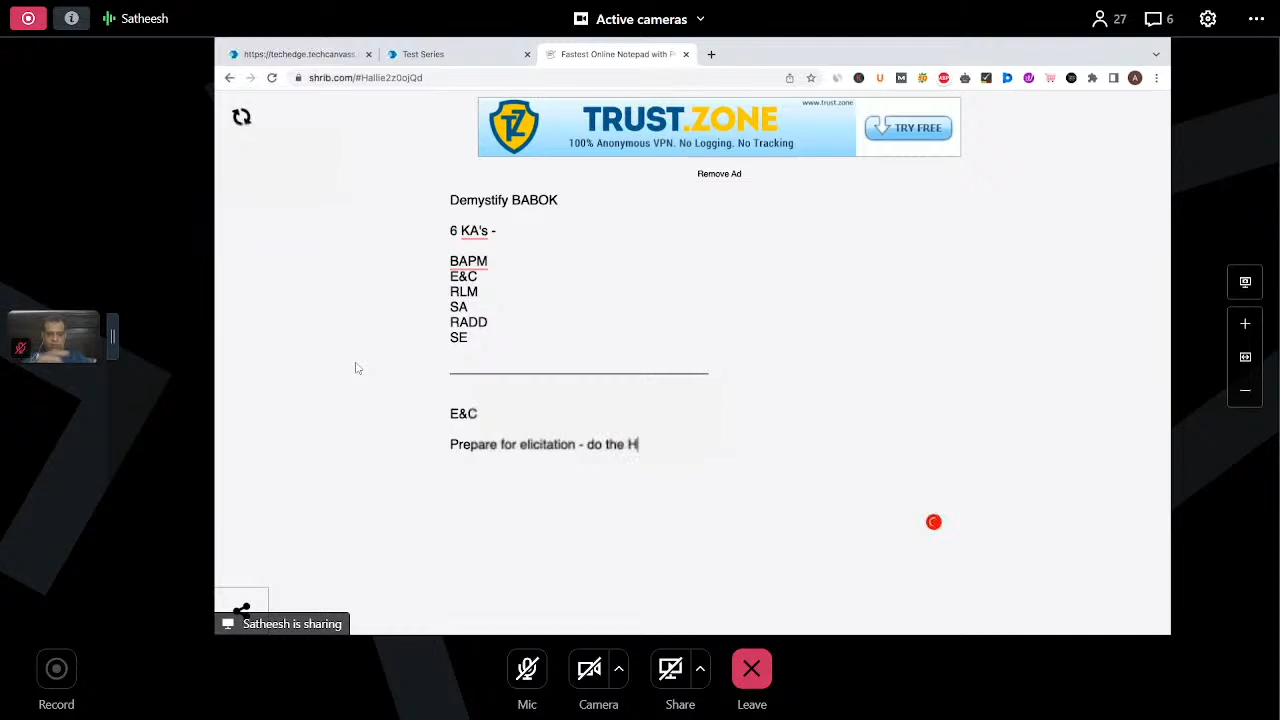 Satheesh
Active cameras
27
6
https://techedge.techcanvass.
Test Series
Fastest Online Notepad with P
shrib.com/#Hallie2z0ojQd
A
TZ
TRUST.ZONE
www.trust.zone
100% Anonymous VPN. No Logging. No Tracking
TRY FREE
Remove Ad
Demystify BABOK
6 KA's -
BAPM
E&C
RLM
SA
RADD
SE
E&C
Prepare for elicitation - do the H
Satheesh is sharing
Record
Mic
Camera
Share
Leave